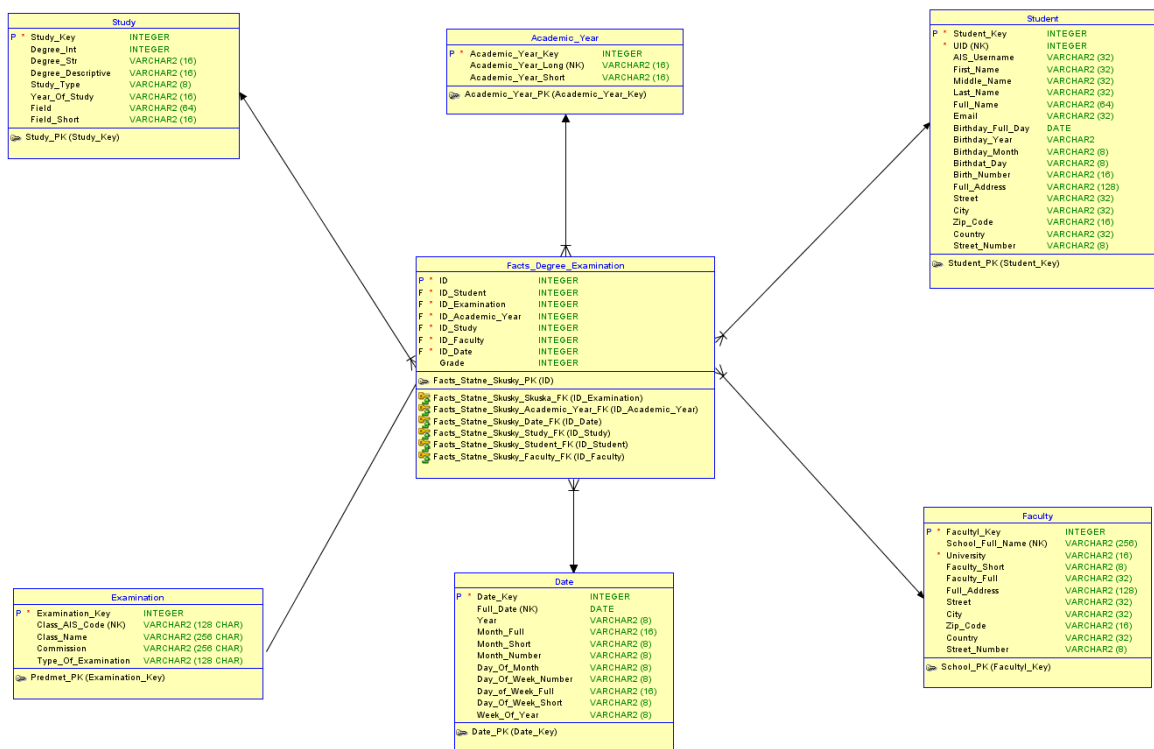 Study
P * Study_Key INTEGER
Degree_Int INTEGER
Degree_Str VARCHAR2 (16)
Degree_Descriptive VARCHAR2 (16)
Study_Type VARCHAR2 (8)
Year_Of_Study VARCHAR2 (16)
Field VARCHAR2 (64)
Field_Short VARCHAR2 (16)
Study_PK (Study_Key)
Academic_Year
P * Academic_Year_Key INTEGER
Academic_Year_Long (NK) VARCHAR2 (16)
Academic_Year_Short VARCHAR2 (16)
Academic_Year_PK (Academic_Year_Key)
Student
P * Student_Key INTEGER
* UID (NK) INTEGER
AIS_Username VARCHAR2 (32)
First_Name VARCHAR2 (32)
Middle_Name VARCHAR2 (32)
Last_Name VARCHAR2 (32)
Full_Name VARCHAR2 (64)
Email VARCHAR2 (32)
Birthday_Full_Day DATE
Birthday_Year VARCHAR2
Birthday_Month VARCHAR2 (8)
Birthdat_Day VARCHAR2 (8)
Birth_Number VARCHAR2 (16)
Full_Address VARCHAR2 (128)
Street VARCHAR2 (32)
City VARCHAR2 (32)
Zip_Code VARCHAR2 (16)
Country VARCHAR2 (32)
Street_Number VARCHAR2 (8)
Student_PK (Student_Key)
Facts_Degree_Examination
P * ID INTEGER
F * ID_Student INTEGER
F * ID_Examination INTEGER
F * ID_Academic_Year INTEGER
F * ID_Study INTEGER
F * ID_Faculty INTEGER
F * ID_Date INTEGER
Grade INTEGER
Facts_Statne_Skusky_PK (ID)
Facts_Statne_Skusky_Skuska_FK (ID_Examination)
Facts_Statne_Skusky_Academic_Year_FK (ID_Academic_Year)
Facts_Statne_Skusky_Date_FK (ID_Date)
Facts_Statne_Skusky_Study_FK (ID_Study)
Facts_Statne_Skusky_Student_FK (ID_Student)
Facts_Statne_Skusky_Faculty_FK (ID_Faculty)
Examination
P * Examination_Key INTEGER
Class_AIS_Code (NK) VARCHAR2 (128 CHAR)
Class_Name VARCHAR2 (256 CHAR)
Commission VARCHAR2 (256 CHAR)
Type_Of_Examination VARCHAR2 (128 CHAR)
Predmet_PK (Examination_Key)
Date
P * Date_Key INTEGER
Full_Date (NK) DATE
Year VARCHAR2 (8)
Month_Full VARCHAR2 (16)
Month_Short VARCHAR2 (8)
Month_Number VARCHAR2 (8)
Day_Of_Month VARCHAR2 (8)
Day_Of_Week_Number VARCHAR2 (8)
Day_of_Week_Full VARCHAR2 (16)
Day_Of_Week_Short VARCHAR2 (8)
Week_Of_Year VARCHAR2 (8)
Date_PK (Date_Key)
Faculty
P * Facultyl_Key INTEGER
School_Full_Name (NK) VARCHAR2 (256)
* University VARCHAR2 (16)
Faculty_Short VARCHAR2 (8)
Faculty_Full VARCHAR2 (32)
Full_Address VARCHAR2 (128)
Street VARCHAR2 (32)
City VARCHAR2 (32)
Zip_Code VARCHAR2 (16)
Country VARCHAR2 (32)
Street_Number VARCHAR2 (8)
School_PK (Facultyl_Key)